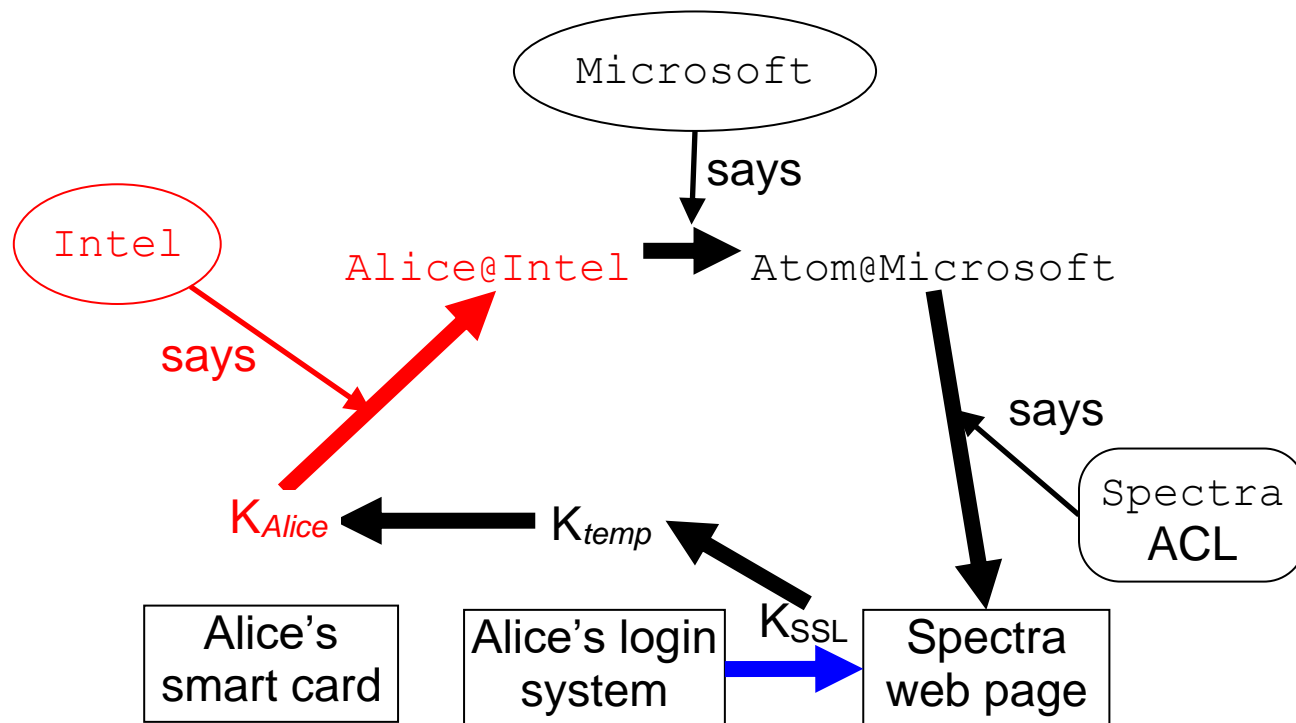 Microsoft
says
Intel
Alice@Intel
Atom@Microsoft
says
says
Spectra
ACL
KAlice
Ktemp
KSSL
Alice’s
smart card
Alice’s login
system
Spectra
web page